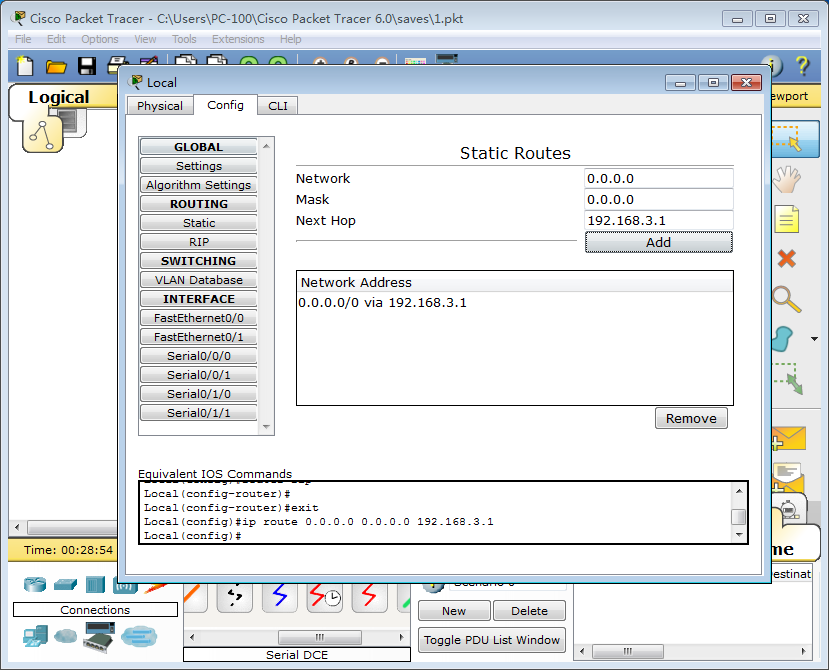 Cisco Packet Tracer - C:\Users\PC-100\Cisco Packet Tracer 6.0\saves\1.pkt
File Edit Options View Tools Extensions Help
Logical
ewport
Local
Physical Config CLI
GLOBAL
Settings
Algorithm Settings
ROUTING
Static
RIP
SWITCHING
VLAN Database
INTERFACE
FastEthernet0/0
FastEthernet0/1
Serial0/0/0
Serial0/0/1
Serial0/1/0
Serial0/1/1
Static Routes
Network 0.0.0.0
Mask 0.0.0.0
Next Hop 192.168.3.1
Add
Network Address
0.0.0.0/0 via 192.168.3.1
Remove
Equivalent IOS Commands
Local(config-router)#
Local(config-router)#exit
Local(config)#ip route 0.0.0.0 0.0.0.0 192.168.3.1
Local(config)#
Time: 00:28:54
me
estinat
Connections
New Delete
Toggle PDU List Window
Serial DCE